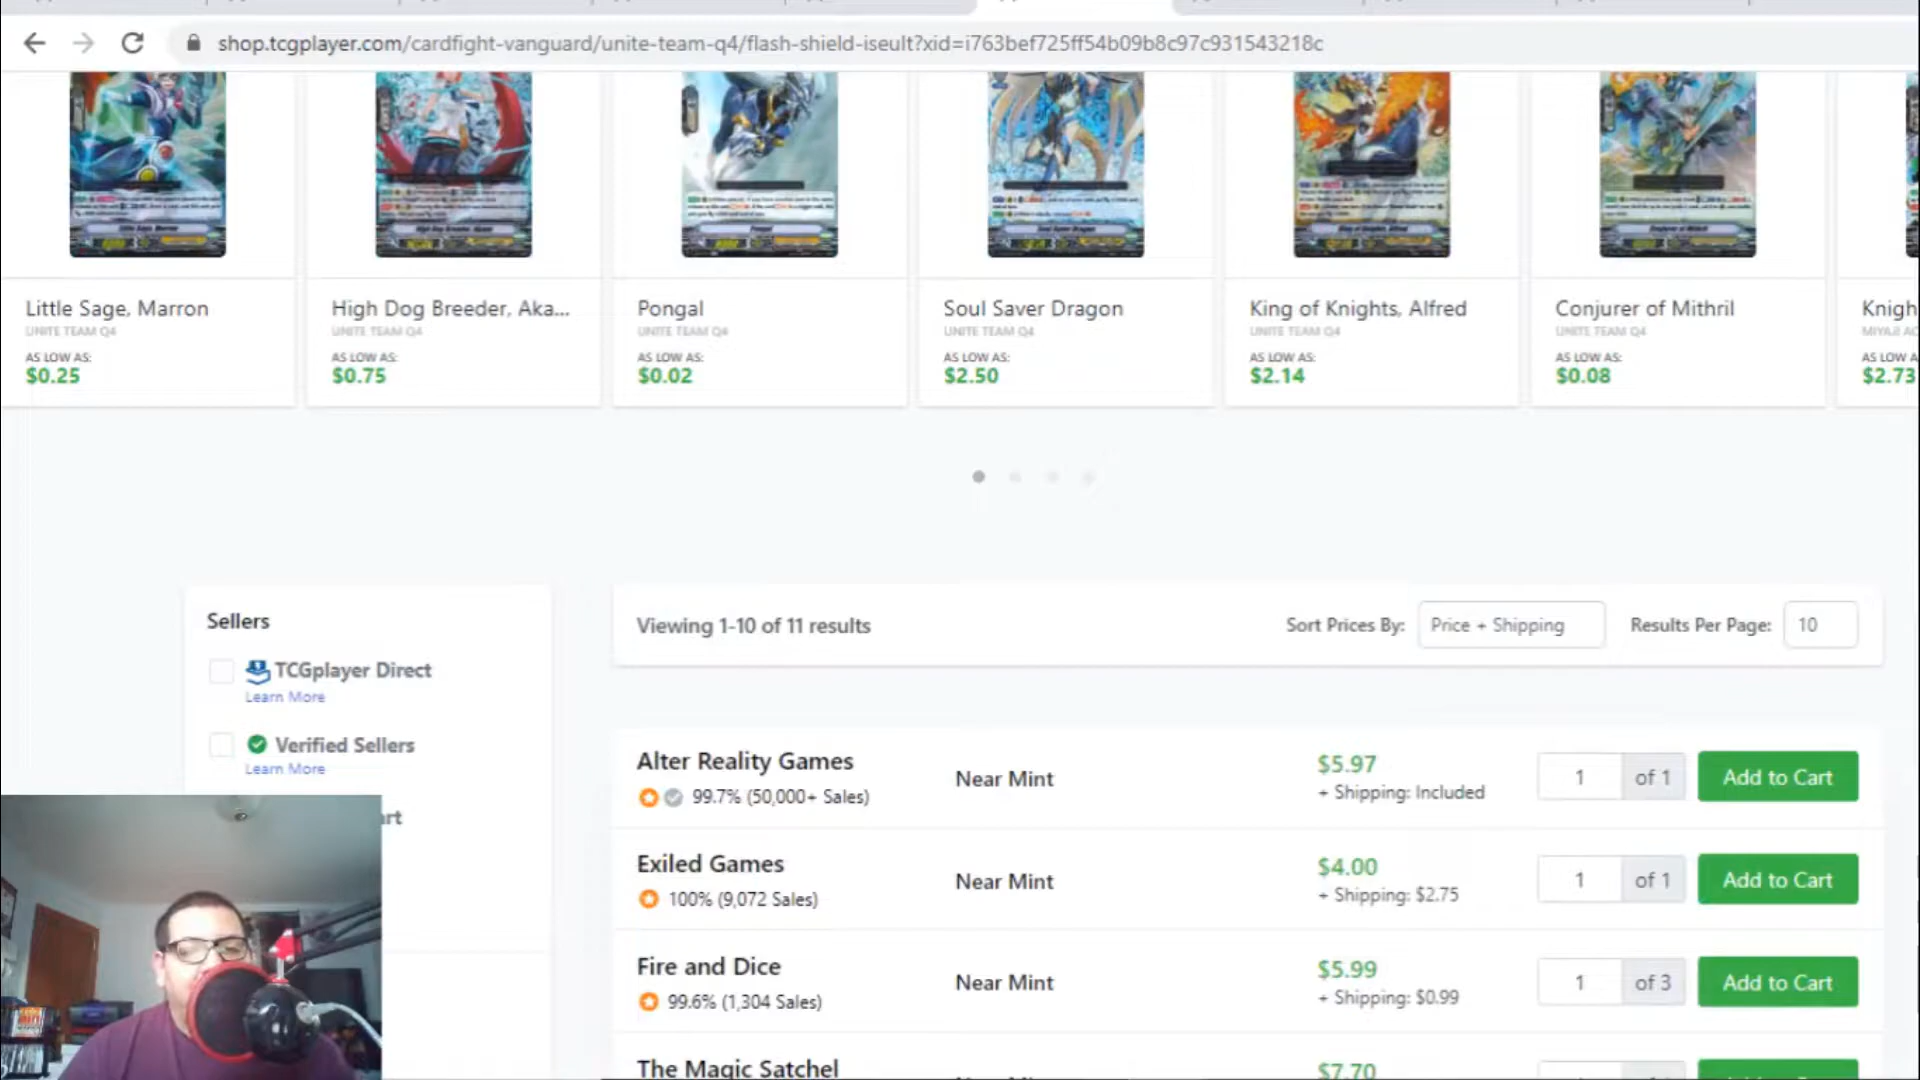 shop.tcgplayer.com/cardfight-vanguard/unite-team-q4/flash-shield-iseult?xid=i763bef725ff54b09b8c97c931543218c
Little Sage, Marron
UNITE TEAM Q4
AS LOW AS:
$0.25
High Dog Breeder, Aka...
UNITE TEAM Q4
AS LOW AS:
$0.75
Pongal
UNITE TEAM Q4
AS LOW AS:
$0.02
Soul Saver Dragon
UNITE TEAM Q4
AS LOW AS:
$2.50
King of Knights, Alfred
UNITE TEAM Q4
AS LOW AS:
$2.14
Conjurer of Mithril
UNITE TEAM Q4
AS LOW AS:
$0.08
Knigh
MIYAJI AC
AS LOW A
$2.73
Sellers
TCGplayer Direct
Learn More
Verified Sellers
Learn More
art
Viewing 1-10 of 11 results
Sort Prices By: Price + Shipping
Results Per Page: 10
Alter Reality Games
99.7% (50,000+ Sales)
Near Mint
$5.97
+ Shipping: Included
1 of 1
Add to Cart
Exiled Games
100% (9,072 Sales)
Near Mint
$4.00
+ Shipping: $2.75
1 of 1
Add to Cart
Fire and Dice
99.6% (1,304 Sales)
Near Mint
$5.99
+ Shipping: $0.99
1 of 3
Add to Cart
The Magic Satchel
$7.70